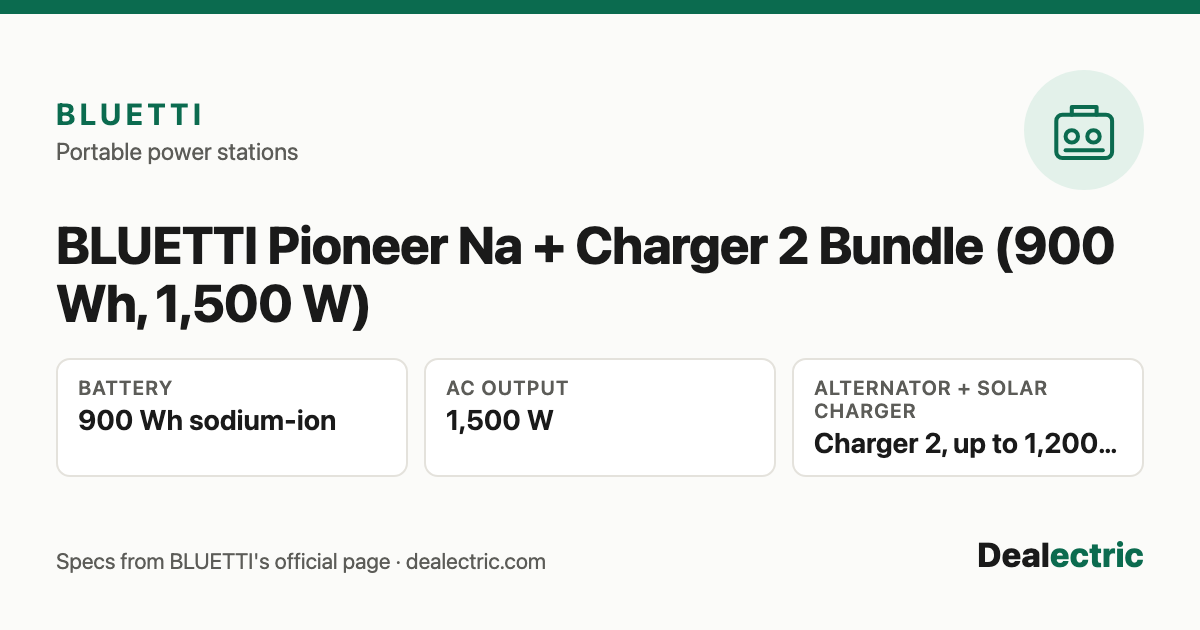 BLUETTI
Portable power stations
BLUETTI Pioneer Na + Charger 2 Bundle (900
Wh, 1,500 W)
BATTERY
900 Wh sodium-ion
AC OUTPUT
1,500 W
ALTERNATOR + SOLAR
CHARGER
Charger 2, up to 1,200...
Specs from BLUETTI's official page · dealectric.com
Dealectric